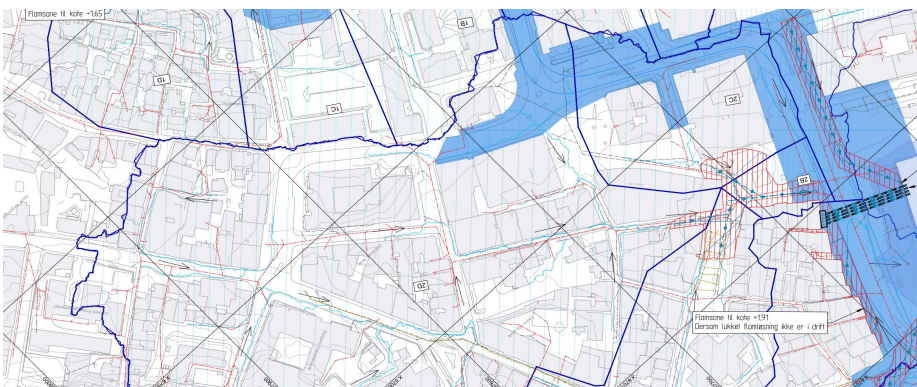 Flomsone til kote +1,65
1B
1D
1C
2C
2B
2D
Flomsone til kote +1,91
Dersom lukket flomløsning ikke er i drift